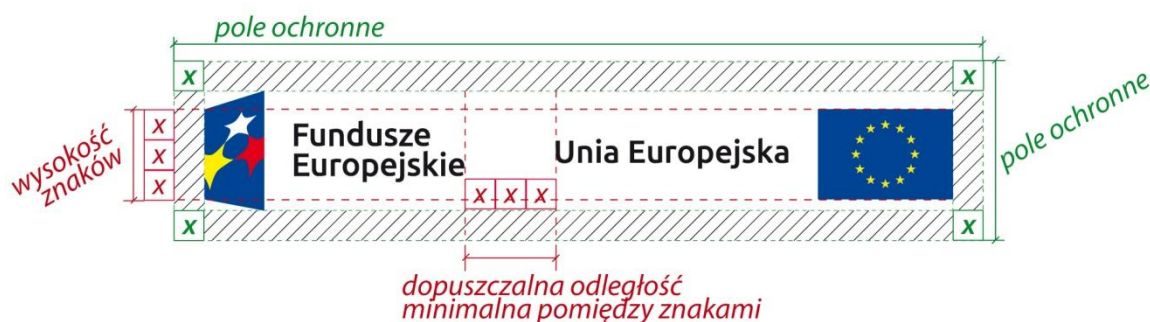 pole ochronne
x
x
x
x
x
wysokość
znaków
Fundusze
Europejskie
Unia Europejska
x x x
pole ochronne
x
x
dopuszczalna odległość
minimalna pomiędzy znakami